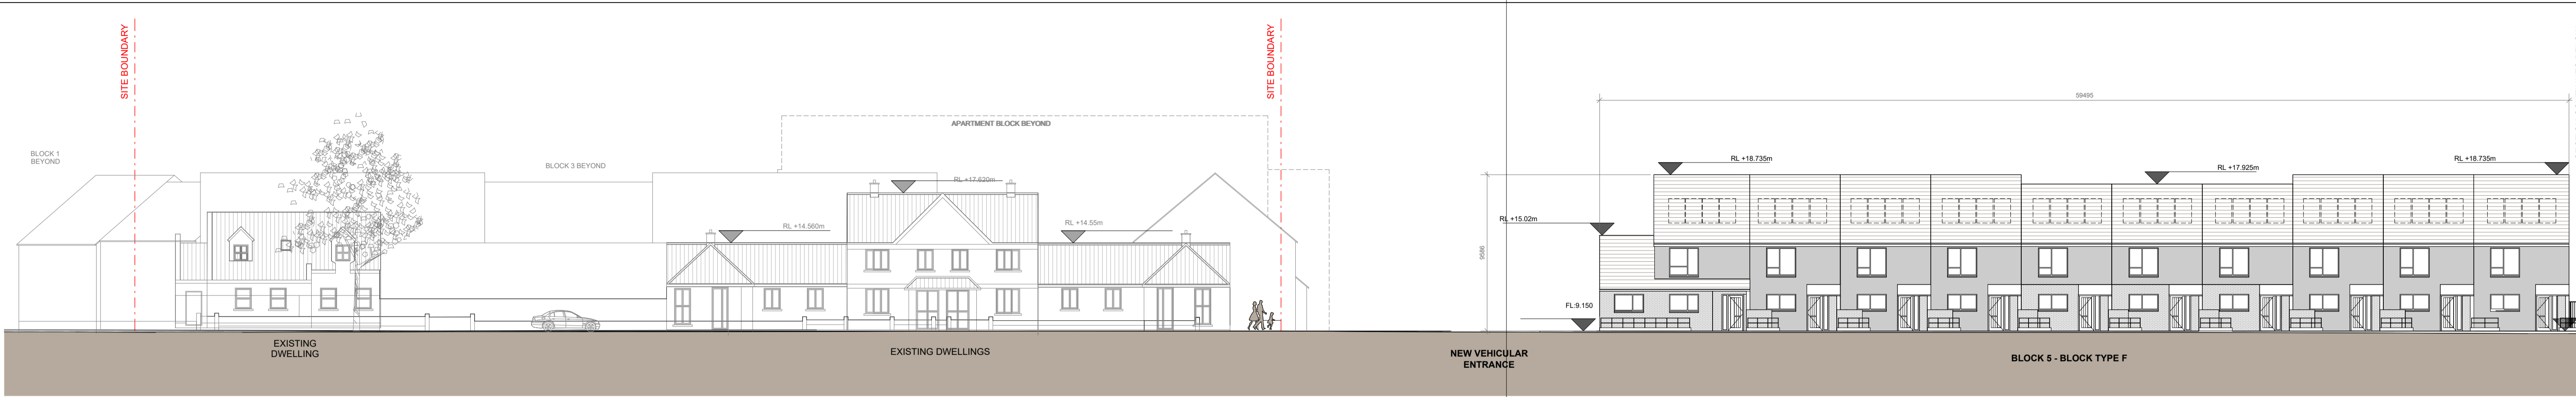 SITE BOUNDARY
SITE BOUNDARY
59495
APARTMENT BLOCK BEYOND
BLOCK 1
BEYOND
BLOCK 3 BEYOND
RL +18.735m
RL +18.735m
RL +17.925m
RL +17.620m
RL +15.02m
RL +14.560m
RL +14.55m
9586
FL:9.150
EXISTING
DWELLING
EXISTING DWELLINGS
NEW VEHICULAR
ENTRANCE
BLOCK 5 - BLOCK TYPE F